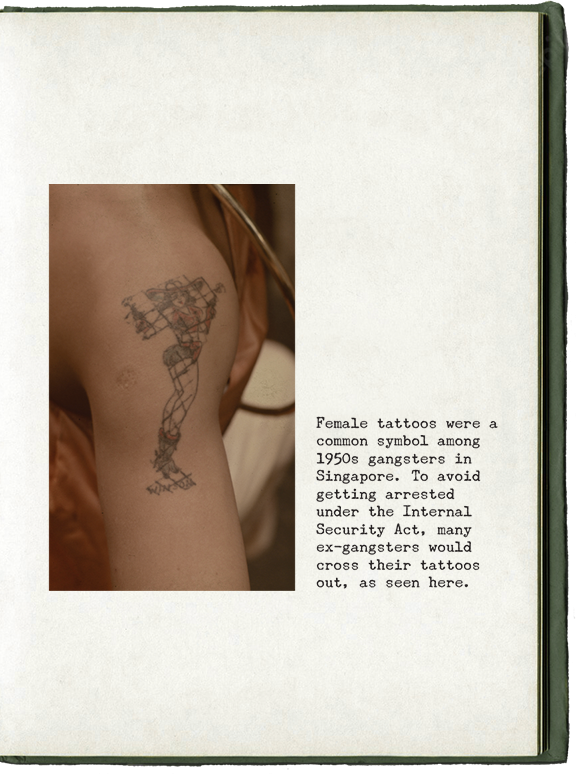 Female tattoos were a
common symbol among
1950s gangsters in
Singapore. To avoid
getting arrested
under the Internal
Security Act, many
ex-gangsters would
cross their tattoos
out, as seen here.